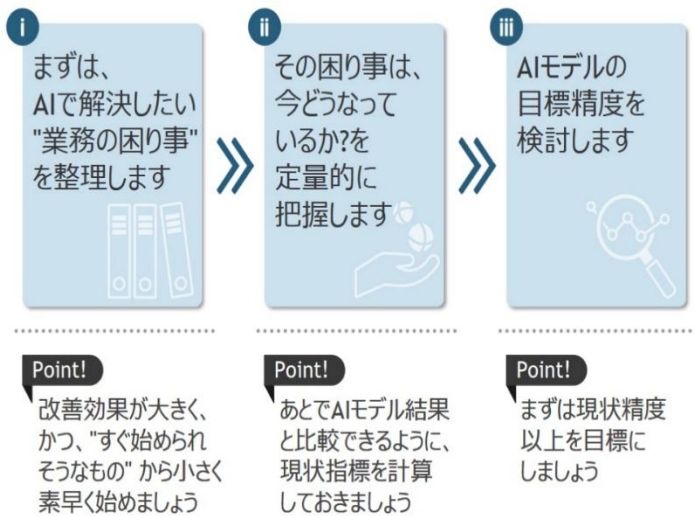 i
まずは、
AIで解決したい
"業務の困り事"
を整理します
ii
その困り事は、
今どうなって
いるか?を
定量的に
把握します
iii
AIモデルの
目標精度を
検討します
Point!
改善効果が大きく、
かつ、"すぐ始められ
そうなもの" から小さく
素早く始めましょう
Point!
あとでAIモデル結果
と比較できるように、
現状指標を計算
しておきましょう
Point!
まずは現状精度
以上を目標に
しましょう